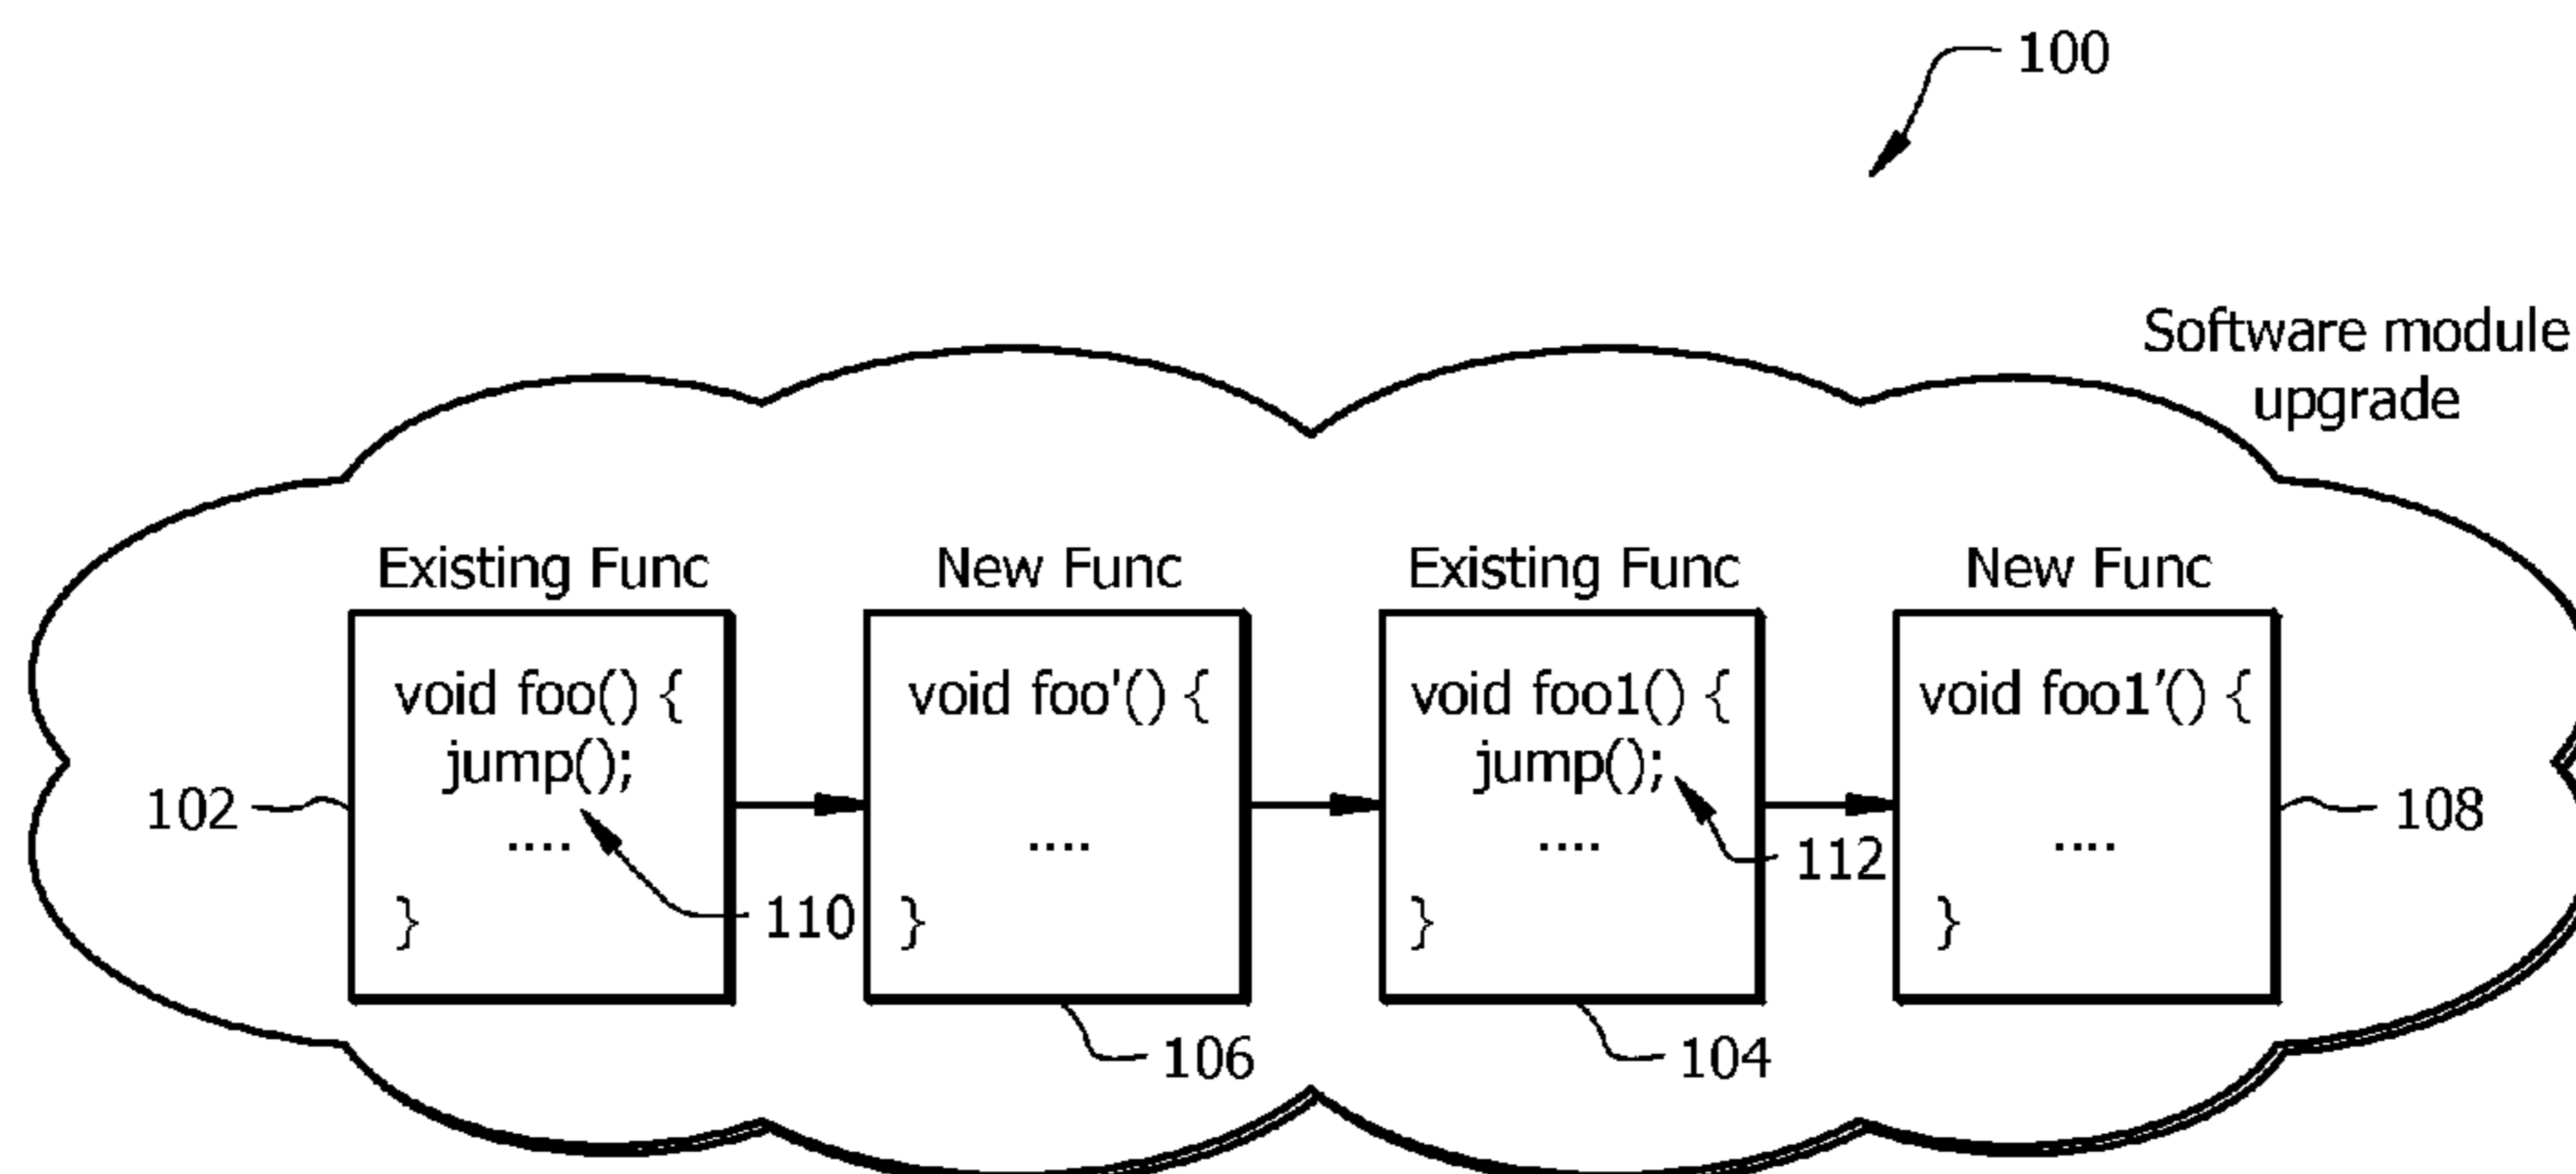 100
Software module
upgrade
Existing Func
New Func
Existing Func
New Func
void foo() {
jump();
....
}
void foo'() {
....
}
void foo1() {
jump();
....
}
void foo1’() {
....
}
102
110
112
108
106
104